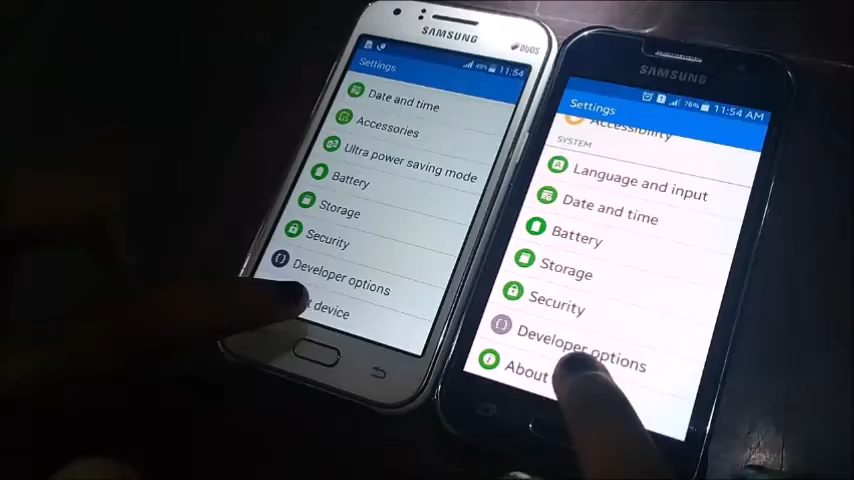 SAMSUNG
DUOS
49% 11:54
Settings
Date and time
Accessories
Ultra power saving mode
Battery
Storage
Security
Developer options
t device
SAMSUNG
76% 11:54 AM
Settings
Accessibility
SYSTEM
Language and input
Date and time
Battery
Storage
Security
Developer options
About